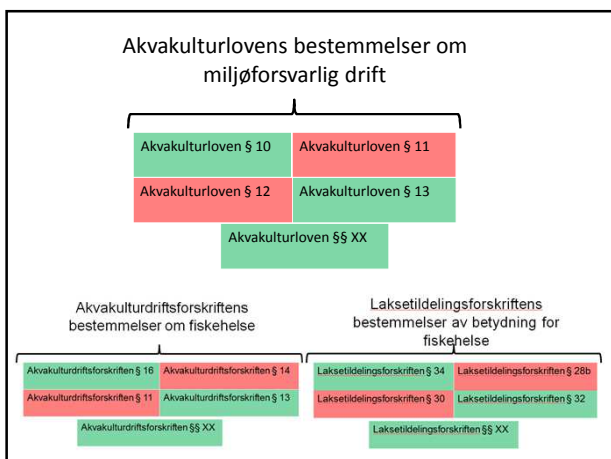 Akvakulturlovens bestemmelser om
miljøforsvarlig drift
Akvakulturloven § 10
Akvakulturloven § 11
Akvakulturloven § 12
Akvakulturloven § 13
Akvakulturloven §§ XX
Akvakulturdriftsforskriftens
bestemmelser om fiskehelse
Akvakulturdriftsforskriften § 16
Akvakulturdriftsforskriften § 14
Akvakulturdriftsforskriften § 11
Akvakulturdriftsforskriften § 13
Akvakulturdriftsforskriften §§ XX
Laksetildelingsforskriftens
bestemmelser av betydning for
fiskehelse
Laksetildelingsforskriften § 34
Laksetildelingsforskriften § 28b
Laksetildelingsforskriften § 30
Laksetildelingsforskriften § 32
Laksetildelingsforskriften §§ XX